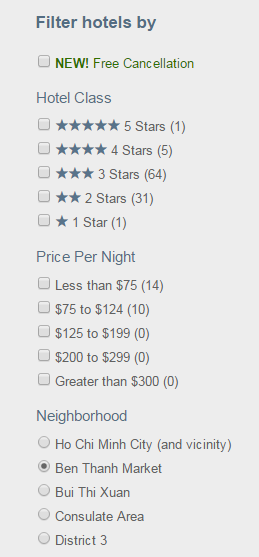 Filter hotels by
NEW! Free Cancellation
Hotel Class
★★★★★ 5 Stars (1)
★★★★ 4 Stars (5)
★★★ 3 Stars (64)
★★ 2 Stars (31)
★ 1 Star (1)
Price Per Night
Less than $75 (14)
$75 to $124 (10)
$125 to $199 (0)
$200 to $299 (0)
Greater than $300 (0)
Neighborhood
Ho Chi Minh City (and vicinity)
Ben Thanh Market
Bui Thi Xuan
Consulate Area
District 3